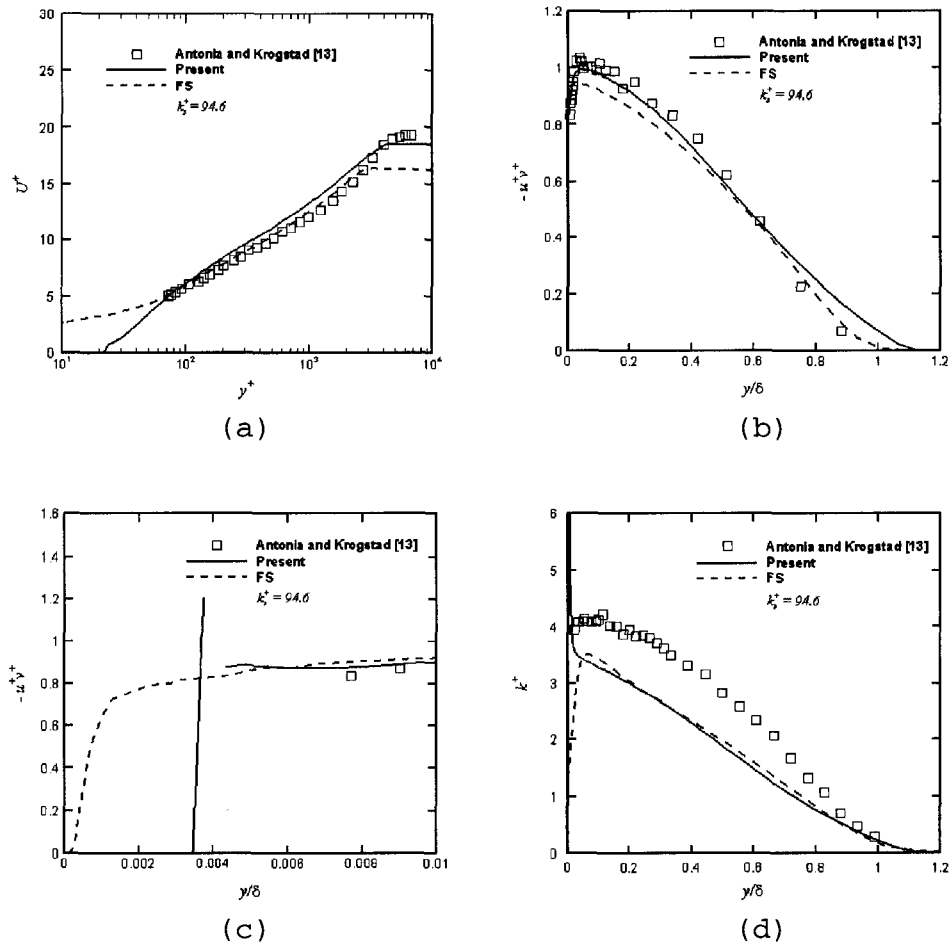 30
25
20
15
10
5
0
U+
10¹
10²
10³
10⁴
y+
Antonia and Krogstad [13]
Present
FS
kₛ⁺ = 94.6
(a)
1.2
1
0.8
0.6
0.4
0.2
0
- u⁺v⁺
0
0.2
0.4
0.6
0.8
1
1.2
y/δ
Antonia and Krogstad [13]
Present
FS
kₛ⁺ = 94.6
(b)
1.6
1.4
1.2
1
0.8
0.6
0.4
0.2
0
- u⁺v⁺
0
0.002
0.004
0.006
0.008
0.01
y/δ
Antonia and Krogstad [13]
Present
FS
kₛ⁺ = 94.6
(c)
6
5
4
3
2
1
0
k⁺
0
0.2
0.4
0.6
0.8
1
1.2
y/δ
Antonia and Krogstad [13]
Present
FS
kₛ⁺ = 94.6
(d)